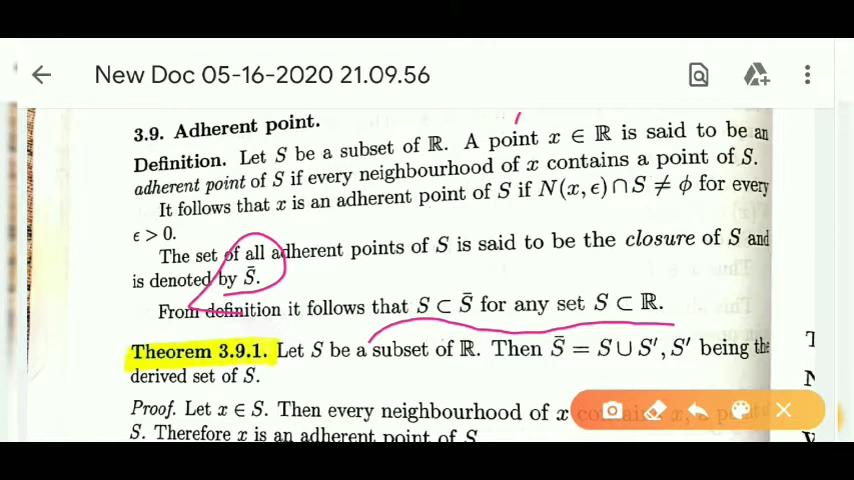 New Doc 05-16-2020 21.09.56
3.9. Adherent point.
Definition. Let S be a subset of ℝ. A point x ∈ ℝ is said to be an
adherent point of S if every neighbourhood of x contains a point of S.
It follows that x is an adherent point of S if N(x, ϵ) ∩ S ≠ ϕ for every
ϵ > 0.
The set of all adherent points of S is said to be the closure of S and
is denoted by S̄.
From definition it follows that S ⊂ S̄ for any set S ⊂ ℝ.
Theorem 3.9.1. Let S be a subset of ℝ. Then S̄ = S ∪ S′, S′ being the
derived set of S.
Proof. Let x ∈ S. Then every neighbourhood of x contains x, a point
S. Therefore x is an adherent point of S